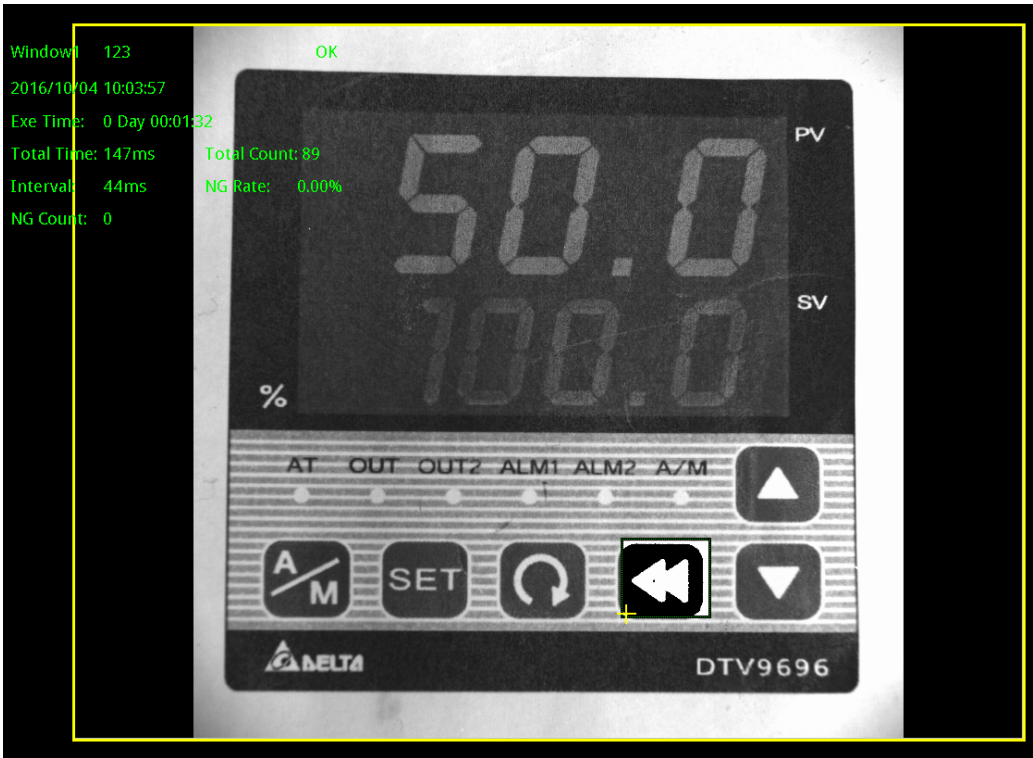 Window1 123 OK
2016/10/04 10:03:57
Exe Time: 0 Day 00:01:32
Total Time: 147ms Total Count: 89
Interval: 44ms NG Rate: 0.00%
NG Count: 0
50.0 PV
100.0 SV
%
AT OUT OUT2 ALM1 ALM2 A/M
A/M SET
DELTA DTV9696